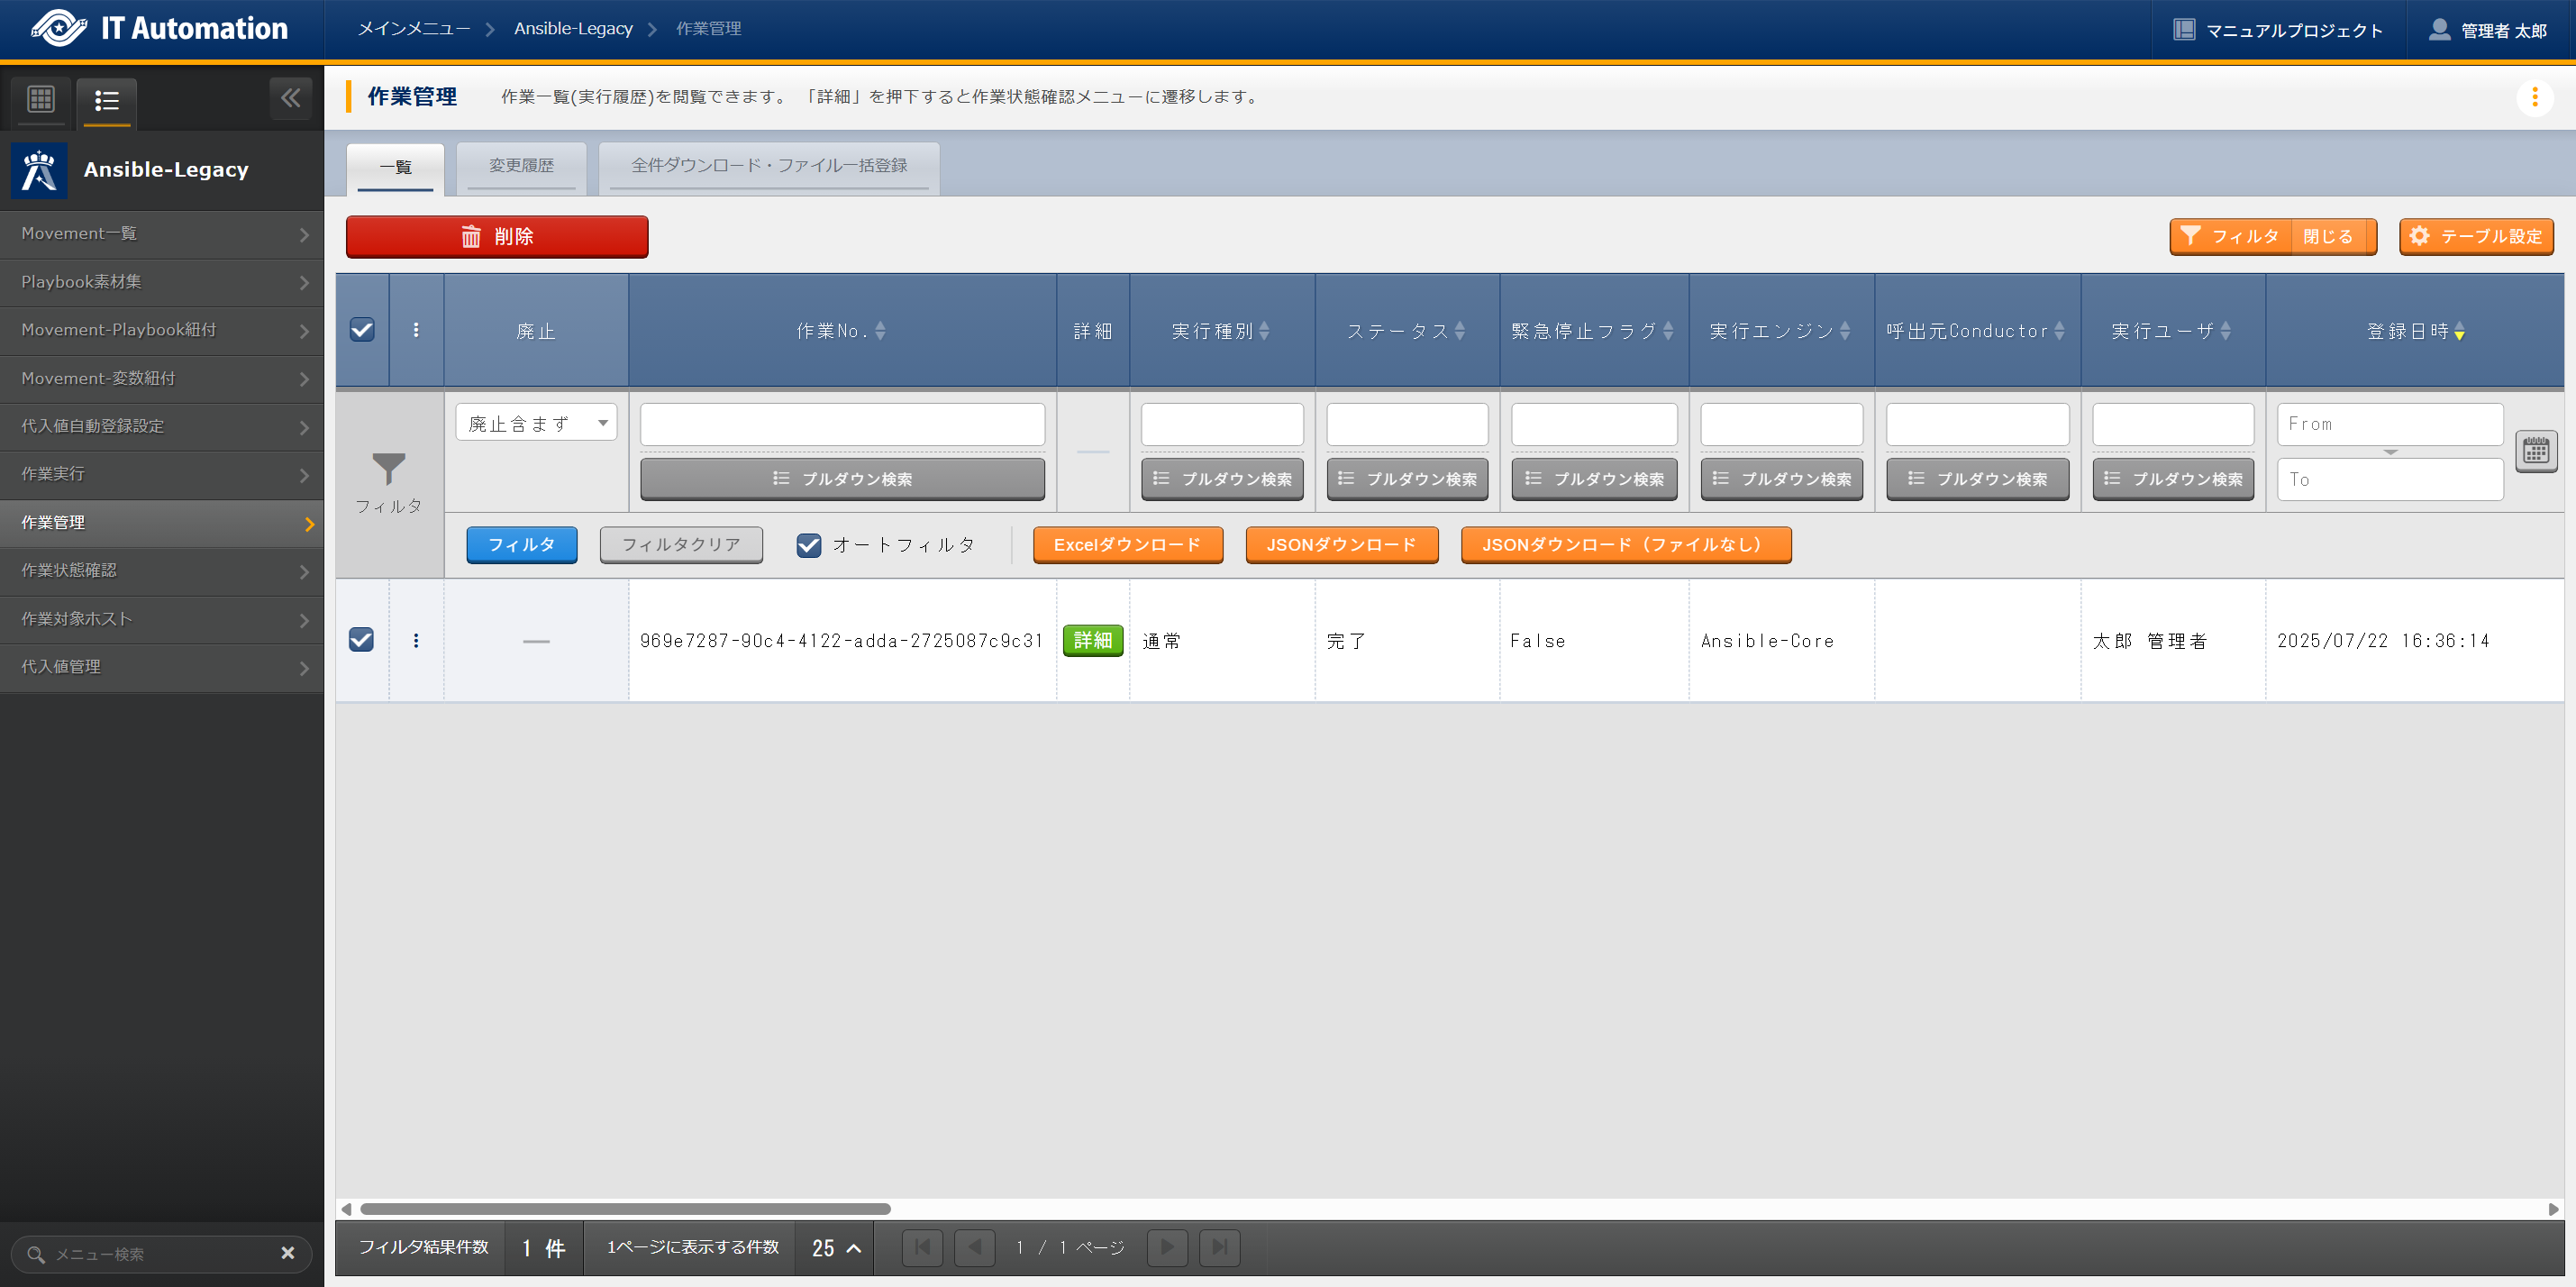 IT Automation
メインメニュー Ansible-Legacy 作業管理
マニュアルプロジェクト
管理者 太郎
Ansible-Legacy
Movement一覧
Playbook素材集
Movement-Playbook紐付
Movement-変数紐付
代入値自動登録設定
作業実行
作業管理
作業状態確認
作業対象ホスト
代入値管理
メニュー検索
作業管理 作業一覧(実行履歴)を閲覧できます。 「詳細」を押下すると作業状態確認メニューに遷移します。
一覧 変更履歴 全件ダウンロード・ファイル一括登録
削除 フィルタ 閉じる テーブル設定
廃止 作業No. 詳細 実行種別 ステータス 緊急停止フラグ 実行エンジン 呼出元Conductor 実行ユーザ 登録日時
フィルタ
廃止含まず From
プルダウン検索 プルダウン検索 プルダウン検索 プルダウン検索 プルダウン検索 プルダウン検索 プルダウン検索 To
フィルタ フィルタクリア オートフィルタ Excelダウンロード JSONダウンロード JSONダウンロード（ファイルなし）
969e7287-90c4-4122-adda-2725087c9c31 詳細 通常 完了 False Ansible-Core 太郎 管理者 2025/07/22 16:36:14
フィルタ結果件数 1 件 1ページに表示する件数 25 1 / 1 ページ